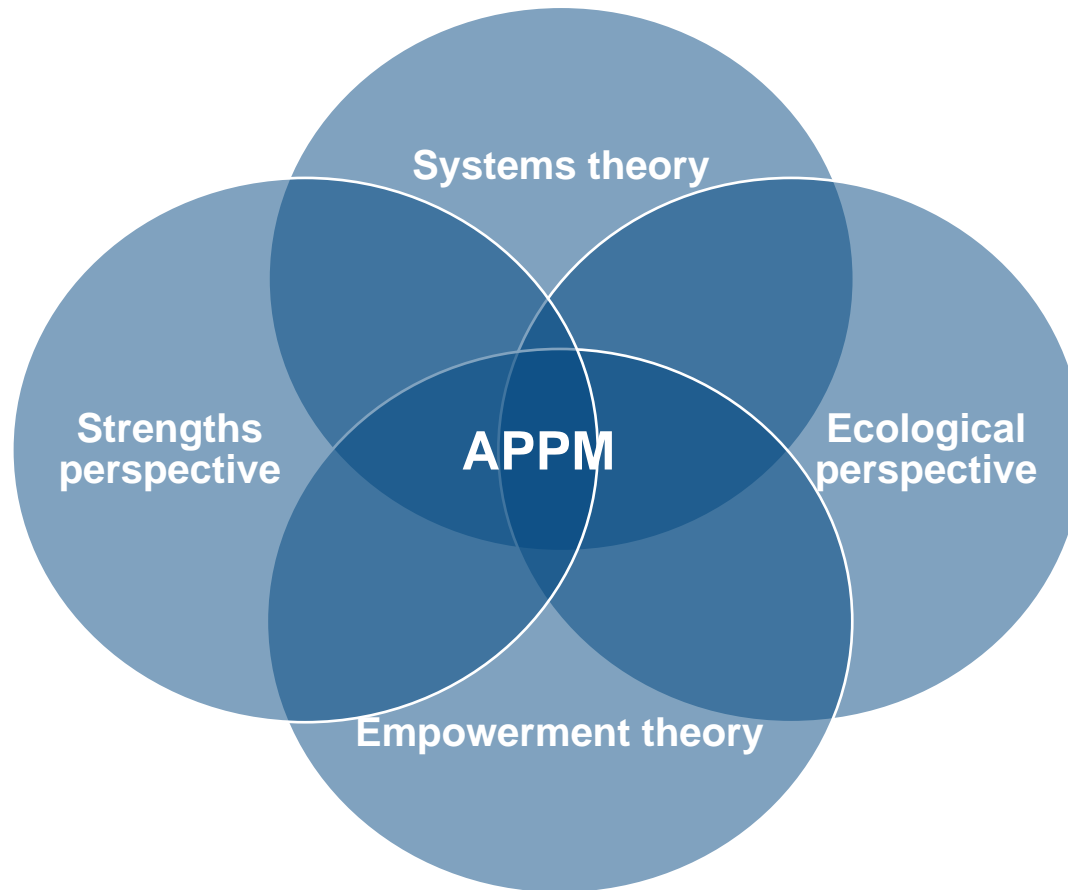 Systems theory
Strengths
perspective
APPM
Ecological
perspective
Empowerment theory